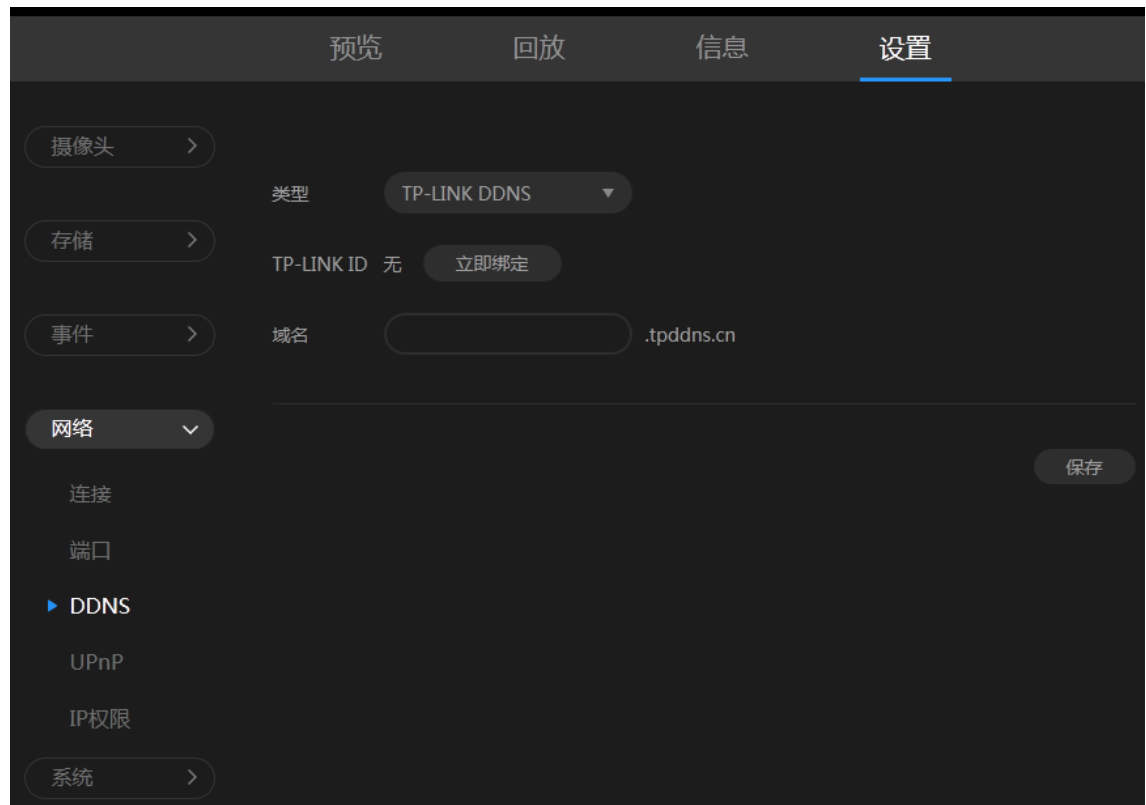 预览 回放 信息 设置
摄像头
类型 TP-LINK DDNS
存储
TP-LINK ID 无 立即绑定
事件
域名 .tpddns.cn
网络
保存
连接
端口
DDNS
UPnP
IP权限
系统